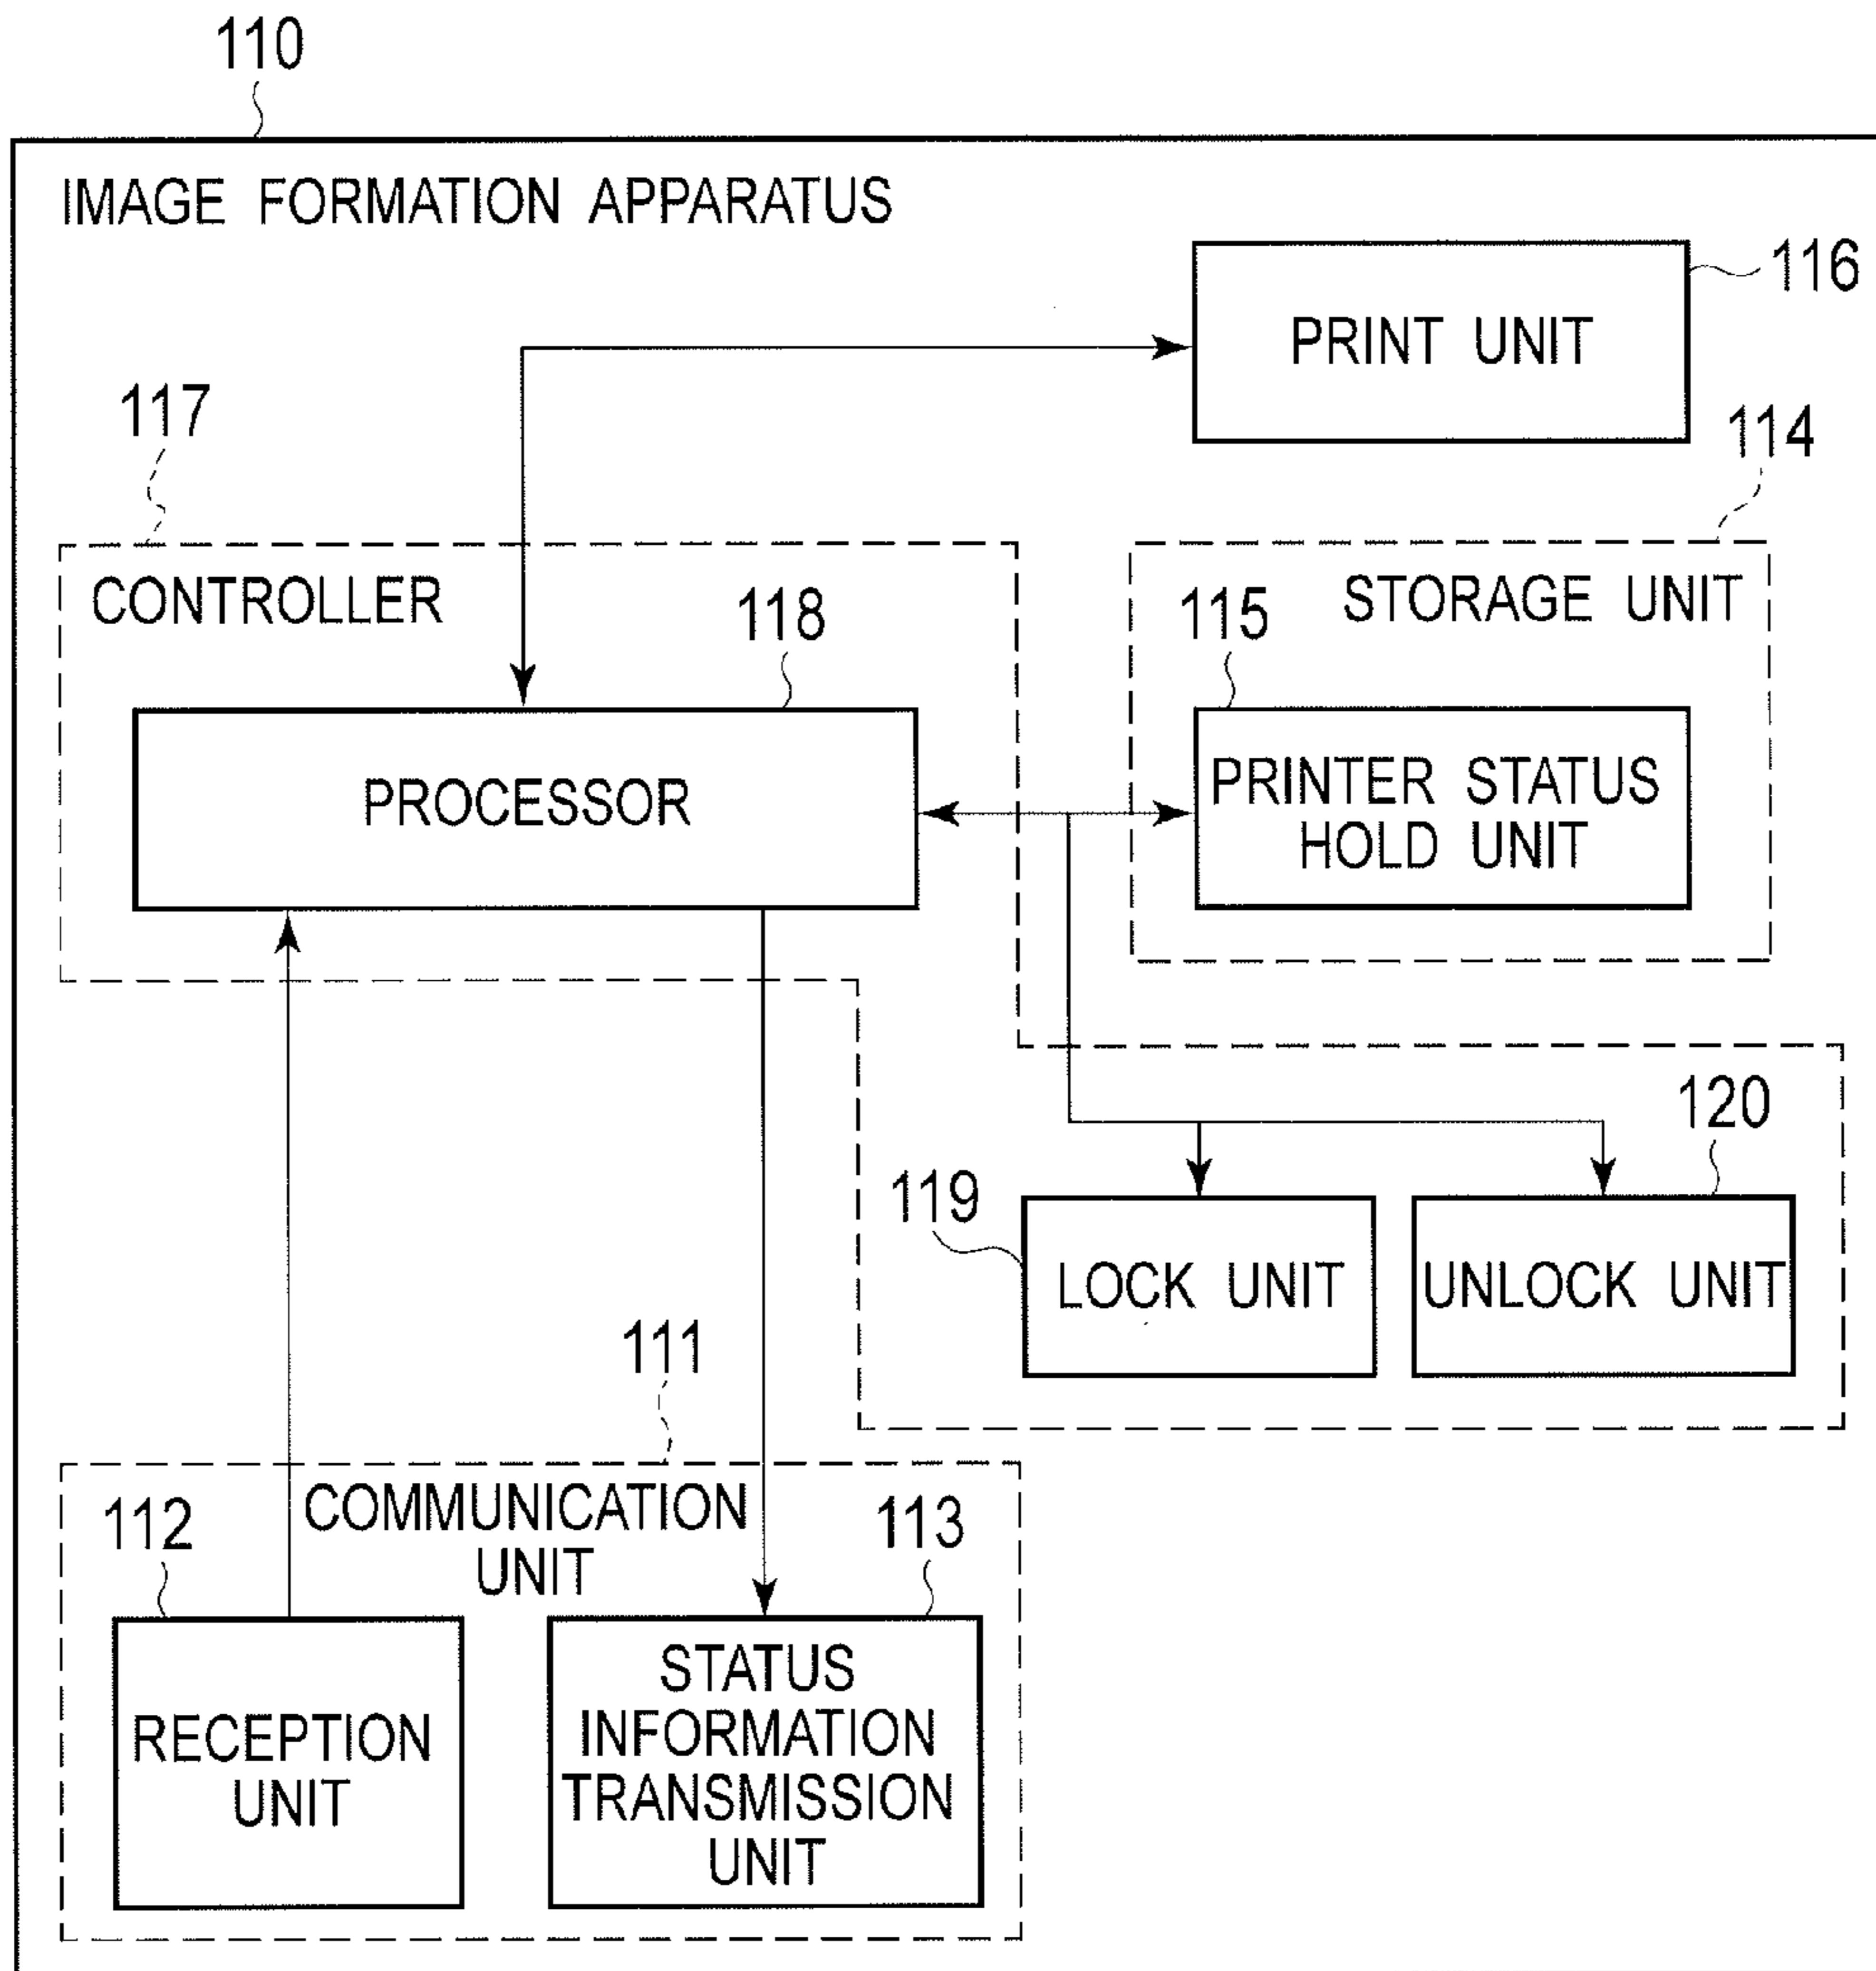 110
IMAGE FORMATION APPARATUS
116
PRINT UNIT
117
114
CONTROLLER
118
115
STORAGE UNIT
PROCESSOR
PRINTER STATUS
HOLD UNIT
120
119
LOCK UNIT
UNLOCK UNIT
111
COMMUNICATION
UNIT
112
113
RECEPTION
UNIT
STATUS
INFORMATION
TRANSMISSION
UNIT